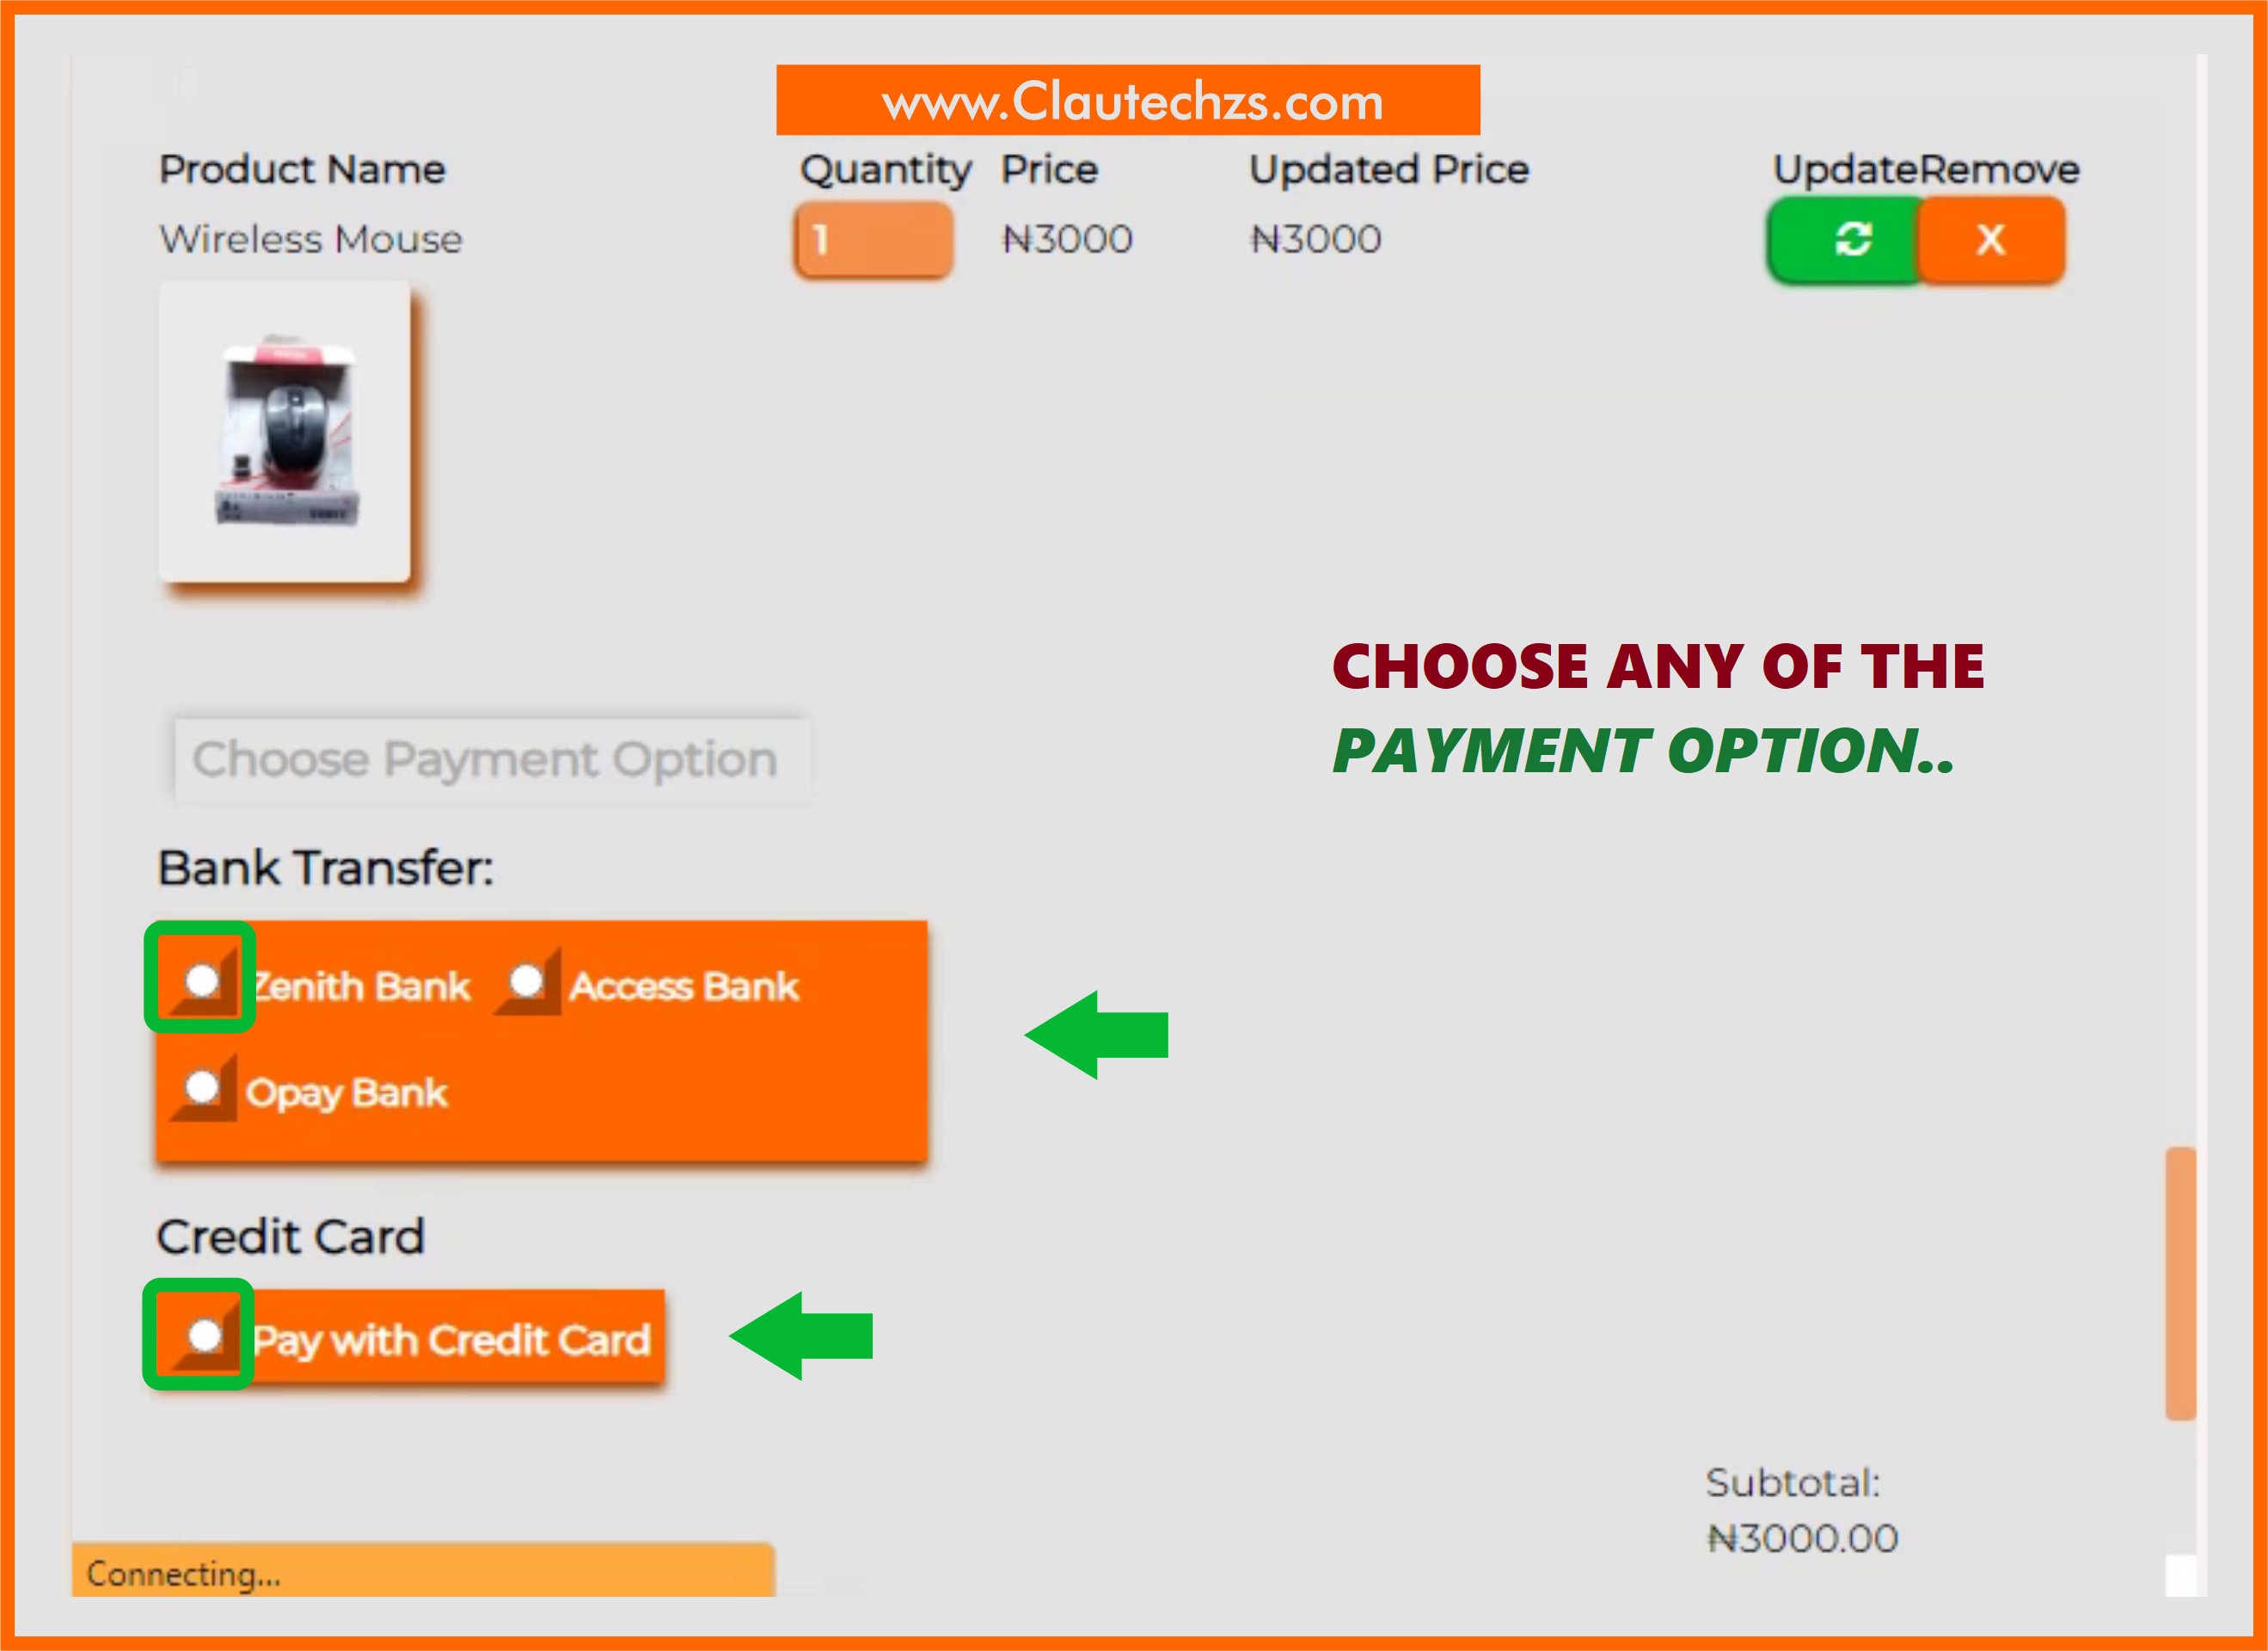 www.Clautechzs.com
Product Name Quantity Price Updated Price UpdateRemove
Wireless Mouse 1 ₦3000 ₦3000 X
CHOOSE ANY OF THE
PAYMENT OPTION..
Choose Payment Option
Bank Transfer:
Zenith Bank Access Bank
Opay Bank
Credit Card
Pay with Credit Card
Subtotal:
₦3000.00
Connecting...